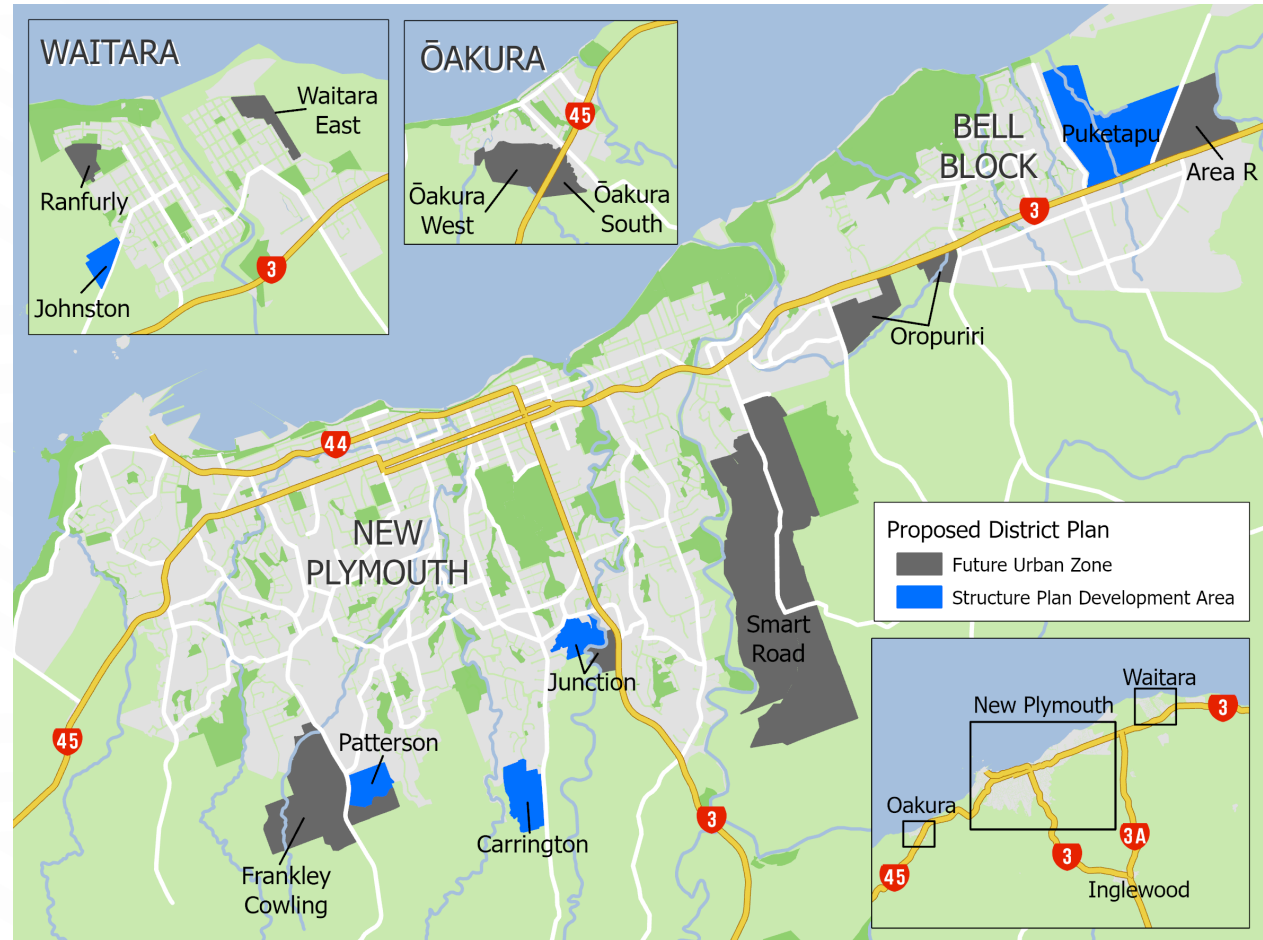 WAITARA
Waitara
East
Ranfurly
Johnston
3
ŌAKURA
45
Ōakura
West
Ōakura
South
BELL
BLOCK
Puketapu
Area R
3
Oropuriri
44
NEW
PLYMOUTH
Smart
Road
Junction
45
Patterson
Carrington
Frankley
Cowling
3
Proposed District Plan
Future Urban Zone
Structure Plan Development Area
Waitara
New Plymouth
3
Oakura
3A
3
45
Inglewood